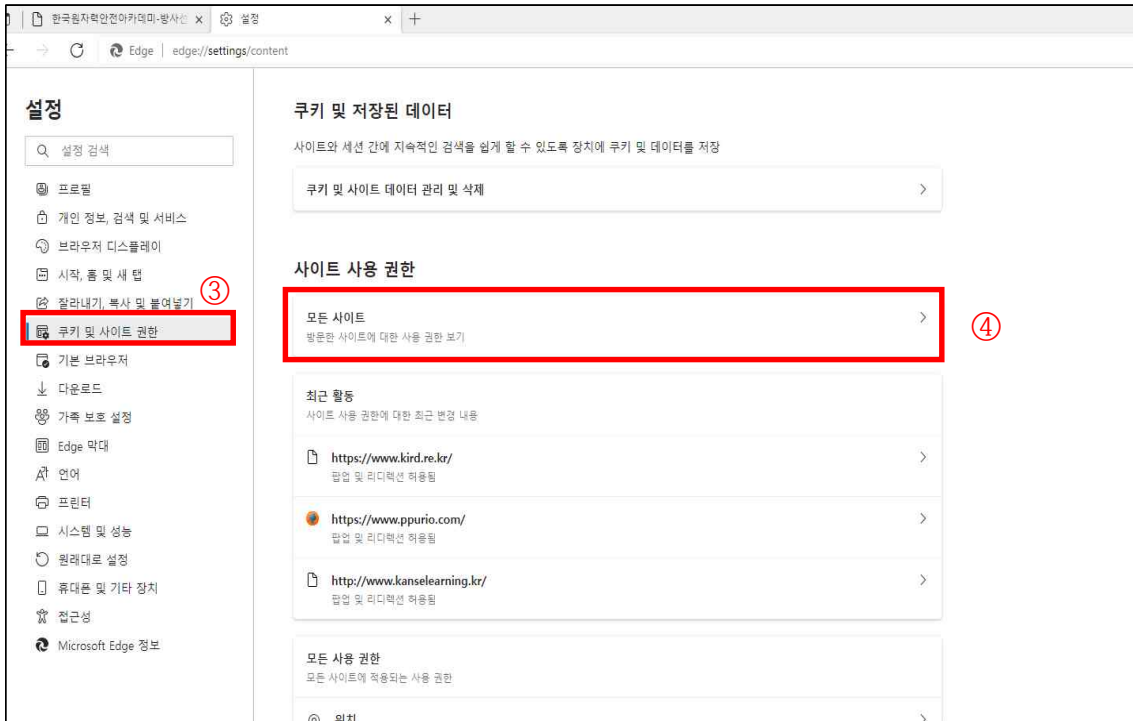 한국원자력안전아카데미-방사선
설정
Edge | edge://settings/content
설정
설정 검색
프로필
개인 정보, 검색 및 서비스
브라우저 디스플레이
시작, 홈 및 새 탭
③
잘라내기, 복사 및 붙여넣기
쿠키 및 사이트 권한
기본 브라우저
다운로드
가족 보호 설정
Edge 막대
언어
프린터
시스템 및 성능
원래대로 설정
휴대폰 및 기타 장치
접근성
Microsoft Edge 정보
쿠키 및 저장된 데이터
사이트와 세션 간에 지속적인 검색을 쉽게 할 수 있도록 장치에 쿠키 및 데이터를 저장
쿠키 및 사이트 데이터 관리 및 삭제
사이트 사용 권한
모든 사이트
방문한 사이트에 대한 사용 권한 보기
④
최근 활동
사이트 사용 권한에 대한 최근 변경 내용
https://www.kird.re.kr/
팝업 및 리디렉션 허용됨
https://www.ppurio.com/
팝업 및 리디렉션 허용됨
http://www.kanselearning.kr/
팝업 및 리디렉션 허용됨
모든 사용 권한
모든 사이트에 적용되는 사용 권한
위치